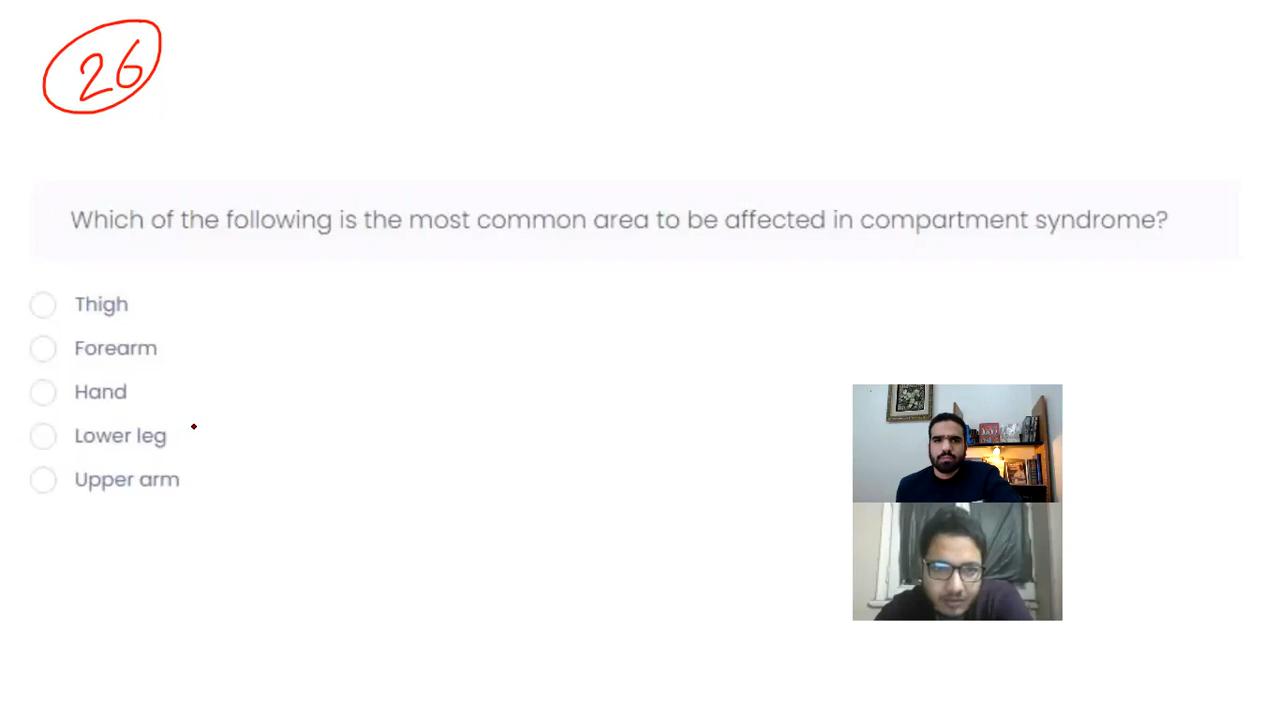 26
Which of the following is the most common area to be affected in compartment syndrome?
Thigh
Forearm
Hand
Lower leg
Upper arm